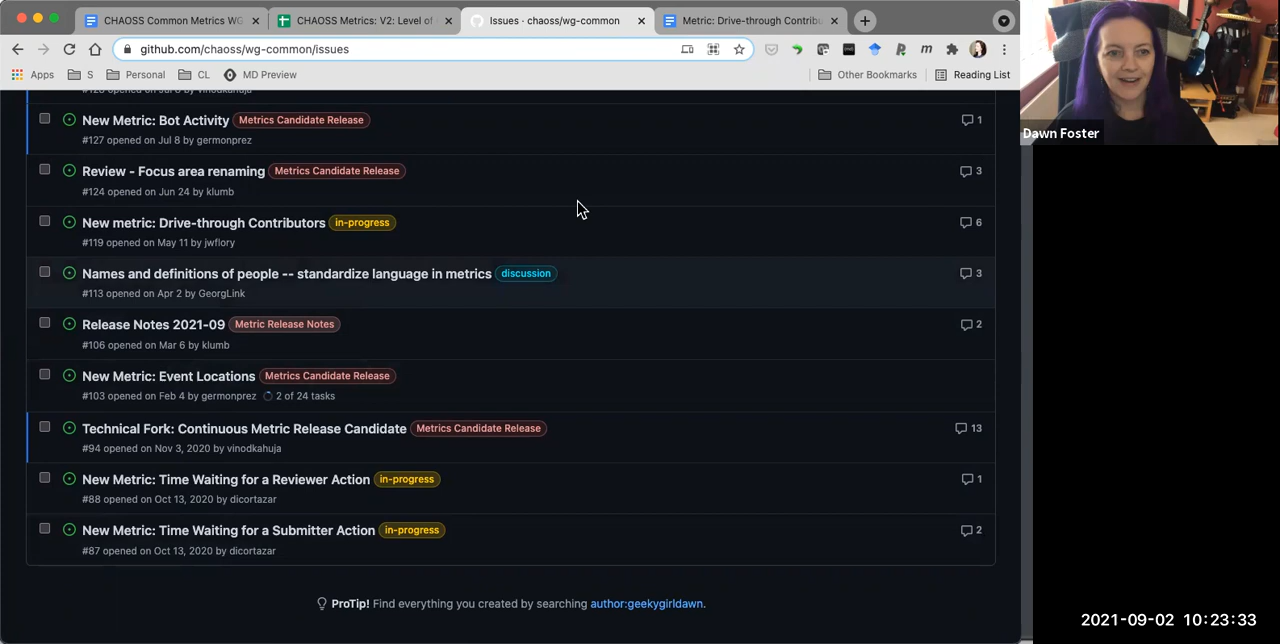 CHAOSS Common Metrics WG
CHAOSS Metrics: V2: Level of
Issues · chaoss/wg-common
Metric: Drive-through Contribu
github.com/chaoss/wg-common/issues
Apps
S
Personal
CL
MD Preview
Other Bookmarks
Reading List
New Metric: Bot Activity Metrics Candidate Release 1
#127 opened on Jul 8 by germonprez
Review - Focus area renaming Metrics Candidate Release 3
#124 opened on Jun 24 by klumb
New metric: Drive-through Contributors in-progress 6
#119 opened on May 11 by jwflory
Names and definitions of people -- standardize language in metrics discussion 3
#113 opened on Apr 2 by GeorgLink
Release Notes 2021-09 Metric Release Notes 2
#106 opened on Mar 6 by klumb
New Metric: Event Locations Metrics Candidate Release
#103 opened on Feb 4 by germonprez 2 of 24 tasks
Technical Fork: Continuous Metric Release Candidate Metrics Candidate Release 13
#94 opened on Nov 3, 2020 by vinodkahuja
New Metric: Time Waiting for a Reviewer Action in-progress 1
#88 opened on Oct 13, 2020 by dicortazar
New Metric: Time Waiting for a Submitter Action in-progress 2
#87 opened on Oct 13, 2020 by dicortazar
ProTip! Find everything you created by searching author:geekygirldawn.
Dawn Foster
2021-09-02 10:23:33